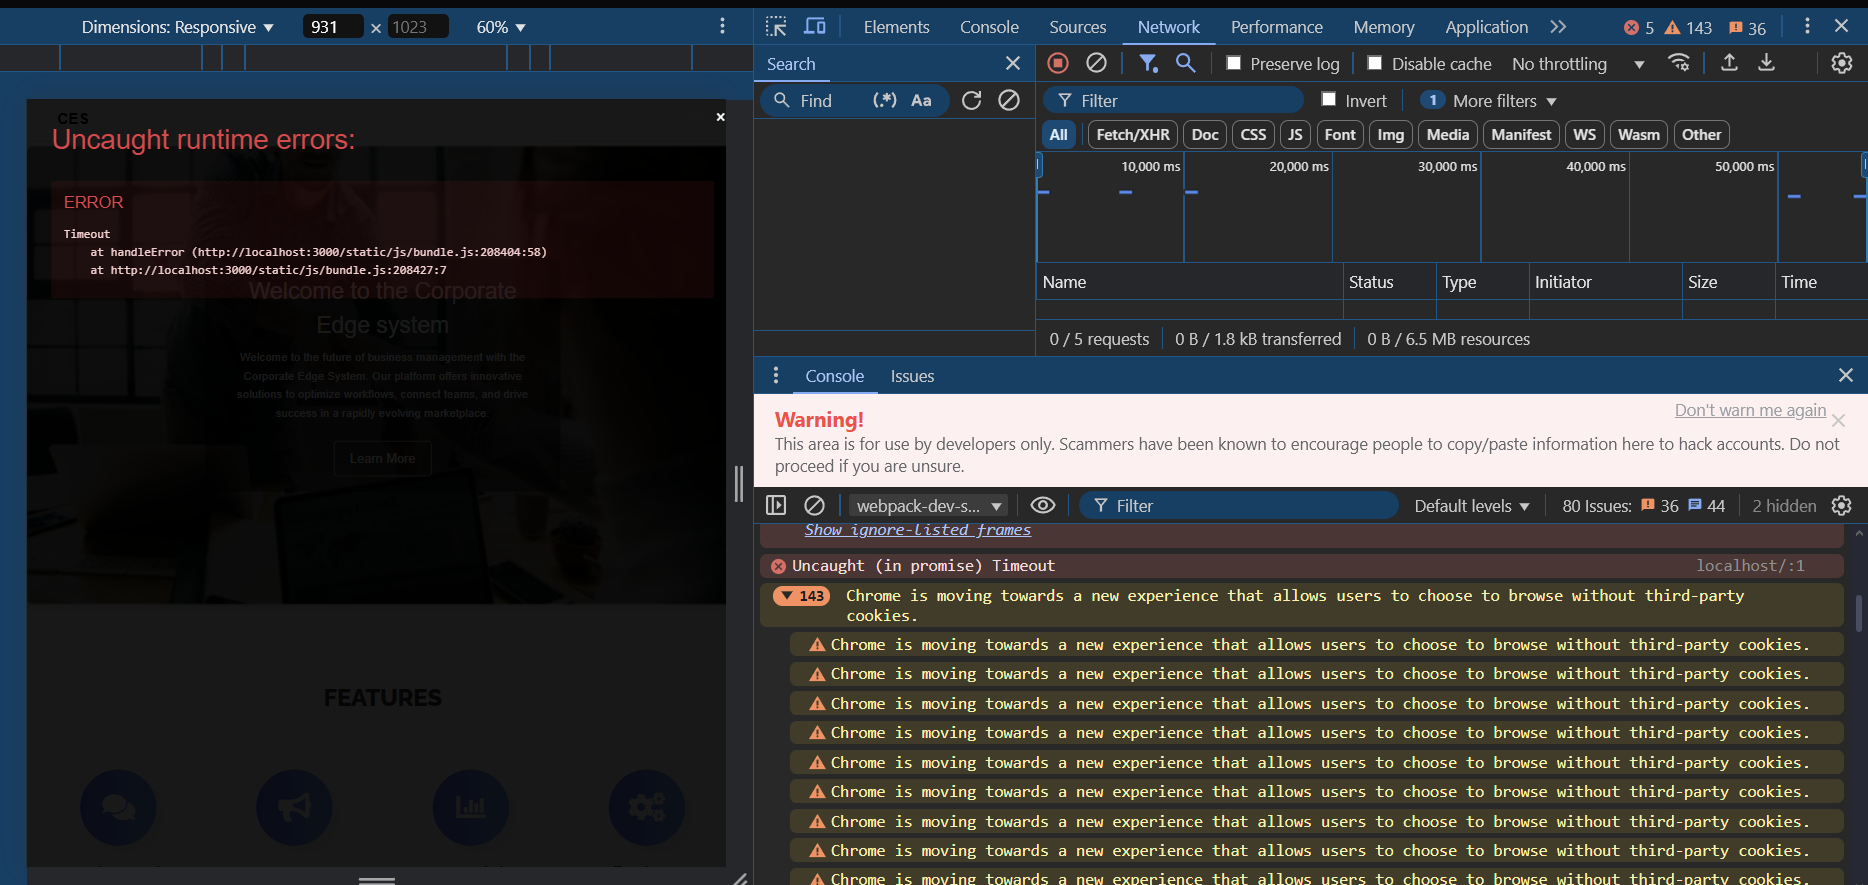 Dimensions: Responsive
931 × 1023
60%
Elements Console Sources Network Performance Memory Application
5 143 36
Search
Preserve log Disable cache No throttling
Find (.*) Aa
Filter Invert 1 More filters
All Fetch/XHR Doc CSS JS Font Img Media Manifest WS Wasm Other
10,000 ms 20,000 ms 30,000 ms 40,000 ms 50,000 ms
Name Status Type Initiator Size Time
0 / 5 requests 0 B / 1.8 kB transferred 0 B / 6.5 MB resources
Console Issues
Warning!
Don't warn me again
This area is for use by developers only. Scammers have been known to encourage people to copy/paste information here to hack accounts. Do not
proceed if you are unsure.
webpack-dev-s... Filter Default levels 80 Issues: 36 44 2 hidden
Show ignore-listed frames
Uncaught (in promise) Timeout localhost/:1
143 Chrome is moving towards a new experience that allows users to choose to browse without third-party
cookies.
Chrome is moving towards a new experience that allows users to choose to browse without third-party cookies.
Chrome is moving towards a new experience that allows users to choose to browse without third-party cookies.
Chrome is moving towards a new experience that allows users to choose to browse without third-party cookies.
Chrome is moving towards a new experience that allows users to choose to browse without third-party cookies.
Chrome is moving towards a new experience that allows users to choose to browse without third-party cookies.
Chrome is moving towards a new experience that allows users to choose to browse without third-party cookies.
Chrome is moving towards a new experience that allows users to choose to browse without third-party cookies.
Chrome is moving towards a new experience that allows users to choose to browse without third-party cookies.
Chrome is moving towards a new experience that allows users to choose to browse without third-party cookies.
CES
Uncaught runtime errors:
ERROR
Timeout
at handleError (http://localhost:3000/static/js/bundle.js:208404:58)
at http://localhost:3000/static/js/bundle.js:208427:7
Welcome to the Corporate
Edge system
Welcome to the future of business management with the
Corporate Edge System. Our platform offers innovative
solutions to optimize workflows, connect teams, and drive
success in a rapidly evolving marketplace.
Learn More
FEATURES